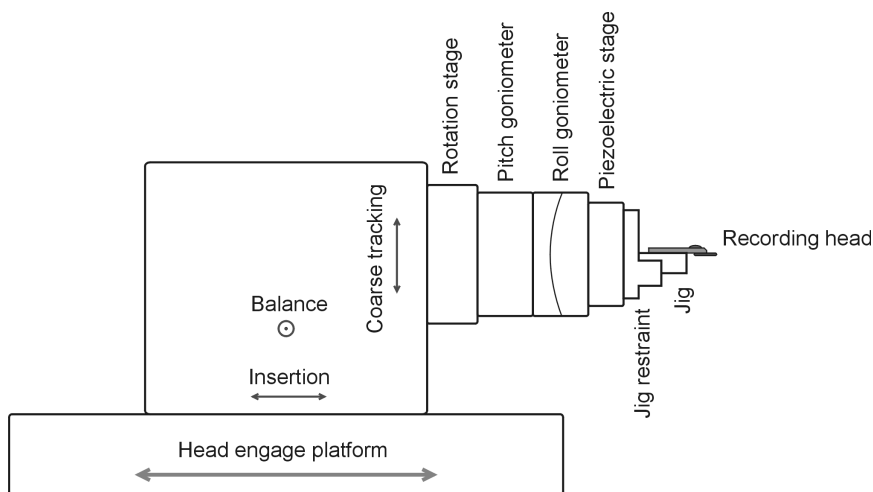 Rotation stage
Pitch goniometer
Roll goniometer
Piezoelectric stage
Coarse tracking
Recording head
Balance
Jig
Jig restraint
Insertion
Head engage platform